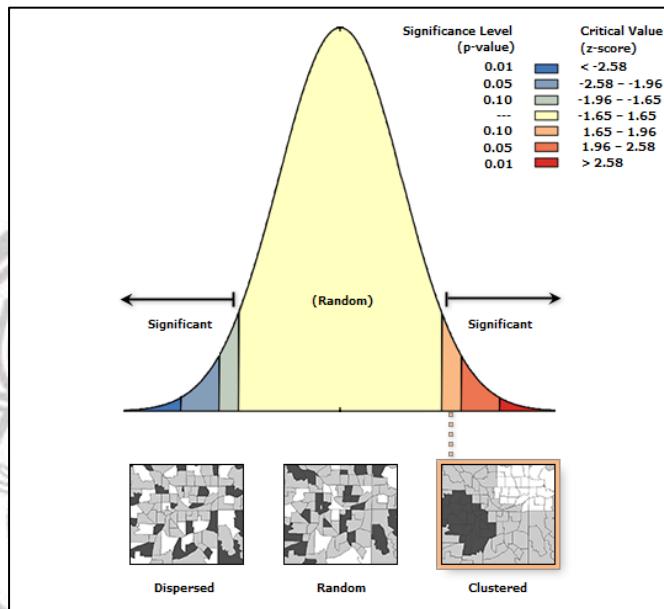 Significance Level Critical Value
(p-value) (z-score)
0.01 < -2.58
0.05 -2.58 – -1.96
0.10 -1.96 – -1.65
--- -1.65 – 1.65
0.10 1.65 – 1.96
0.05 1.96 – 2.58
0.01 > 2.58
(Random)
Significant Significant
Dispersed Random Clustered